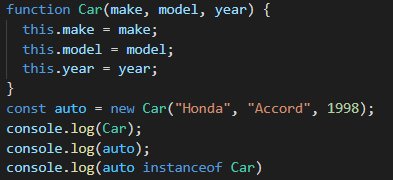 function Car(make, model, year) {
  this.make = make;
  this.model = model;
  this.year = year;
}
const auto = new Car("Honda", "Accord", 1998);
console.log(Car);
console.log(auto);
console.log(auto instanceof Car)